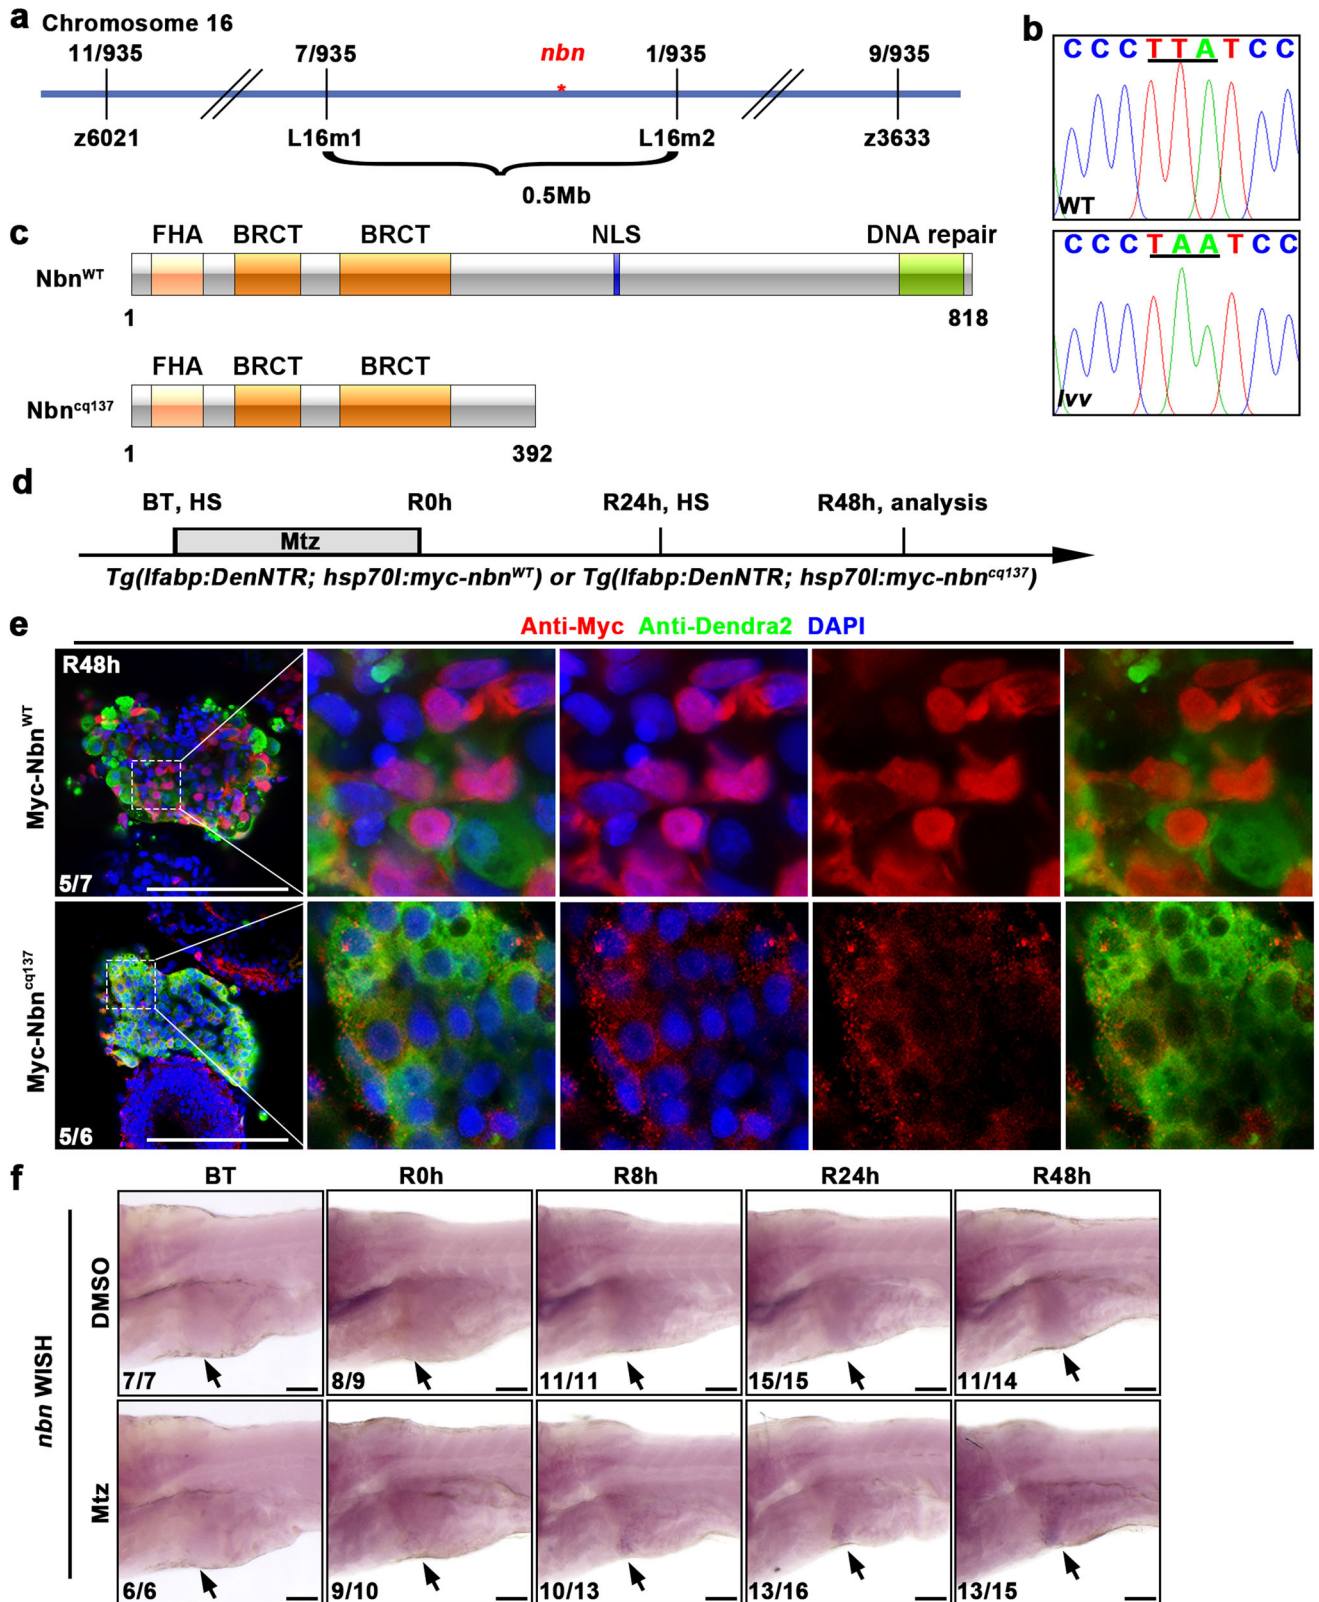 a
Chromosome 16
11/935 7/935 nbn 1/935 9/935
*
z6021 L16m1 L16m2 z3633
0.5Mb
b
C C C T T A T C C
WT
C C C T A A T C C
lvv
c
FHA BRCT BRCT NLS DNA repair
Nbn^WT
1 818
FHA BRCT BRCT
Nbn^cq137
1 392
d
BT, HS R0h R24h, HS R48h, analysis
Mtz
Tg(lfabp:DenNTR; hsp70l:myc-nbn^WT) or Tg(lfabp:DenNTR; hsp70l:myc-nbn^cq137)
e
Anti-Myc Anti-Dendra2 DAPI
R48h
Myc-Nbn^WT
5/7
Myc-Nbn^cq137
5/6
f
BT R0h R8h R24h R48h
nbn WISH
DMSO
7/7 8/9 11/11 15/15 11/14
Mtz
6/6 9/10 10/13 13/16 13/15